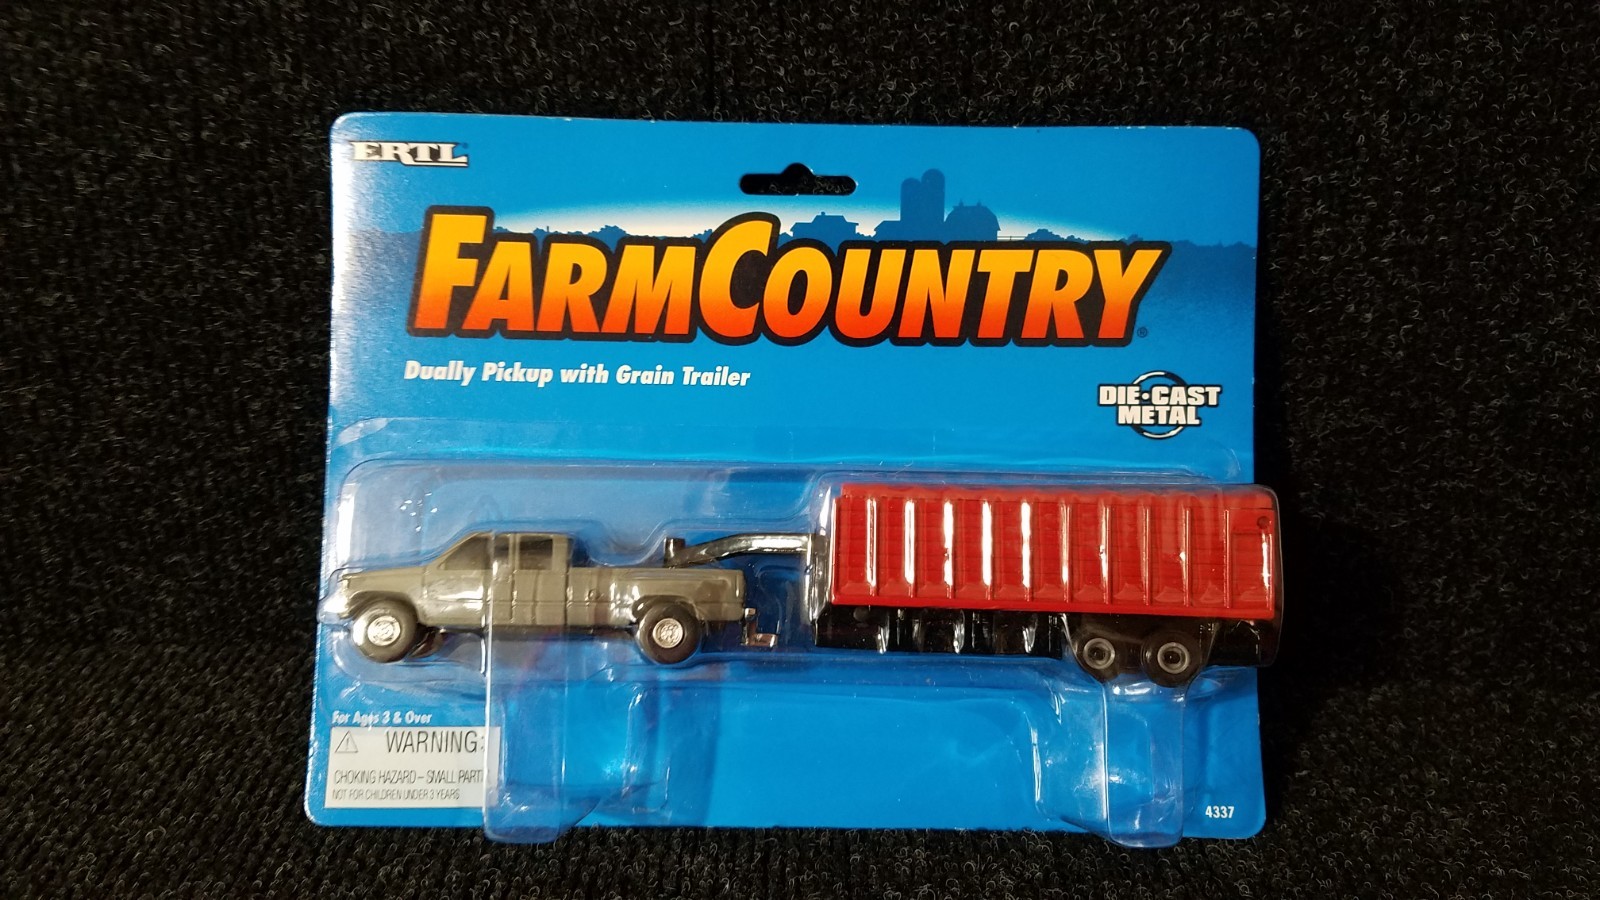 ERTL
FARMCOUNTRY®
Dually Pickup with Grain Trailer
DIE•CAST
METAL
For Ages 3 & Over
WARNING:
CHOKING HAZARD – SMALL PART
NOT FOR CHILDREN UNDER 3 YEARS
4337